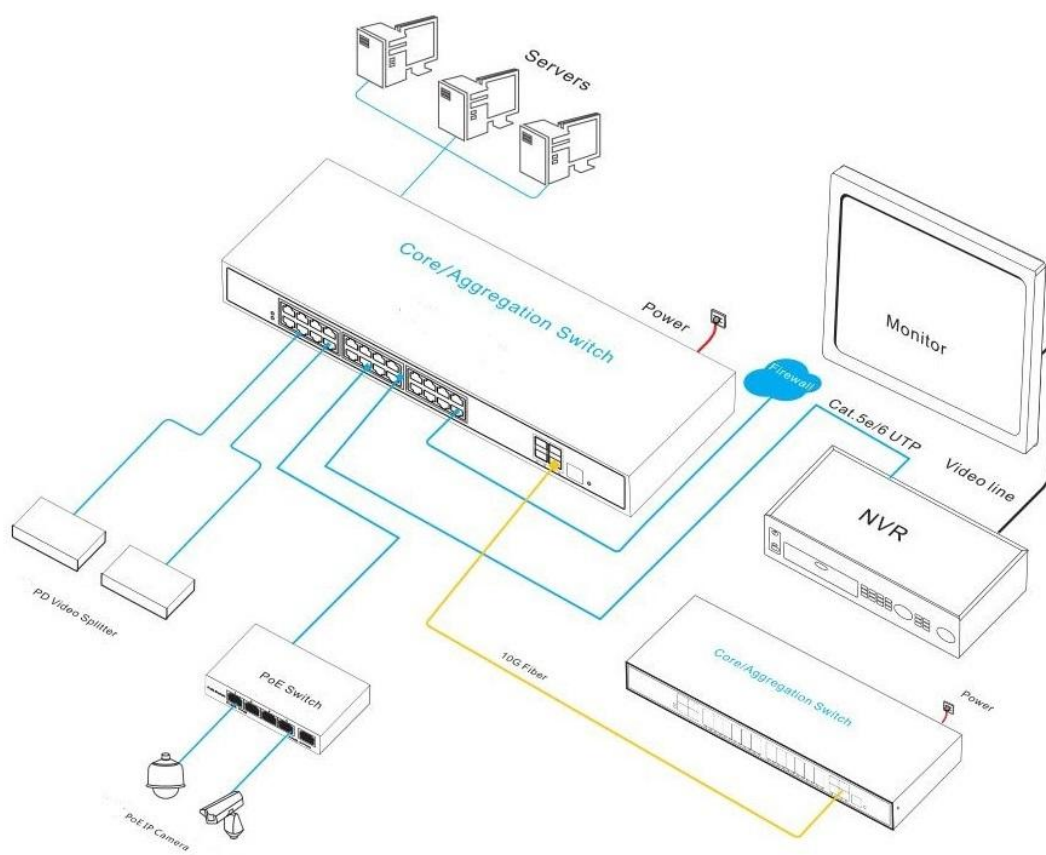 Servers
Core/Aggregation Switch
Power
Firewall
Monitor
Cat.5e/6 UTP
Video line
NVR
PD Video Splitter
10G Fiber
Core/Aggregation Switch
Power
PoE Switch
PoE IP Camera